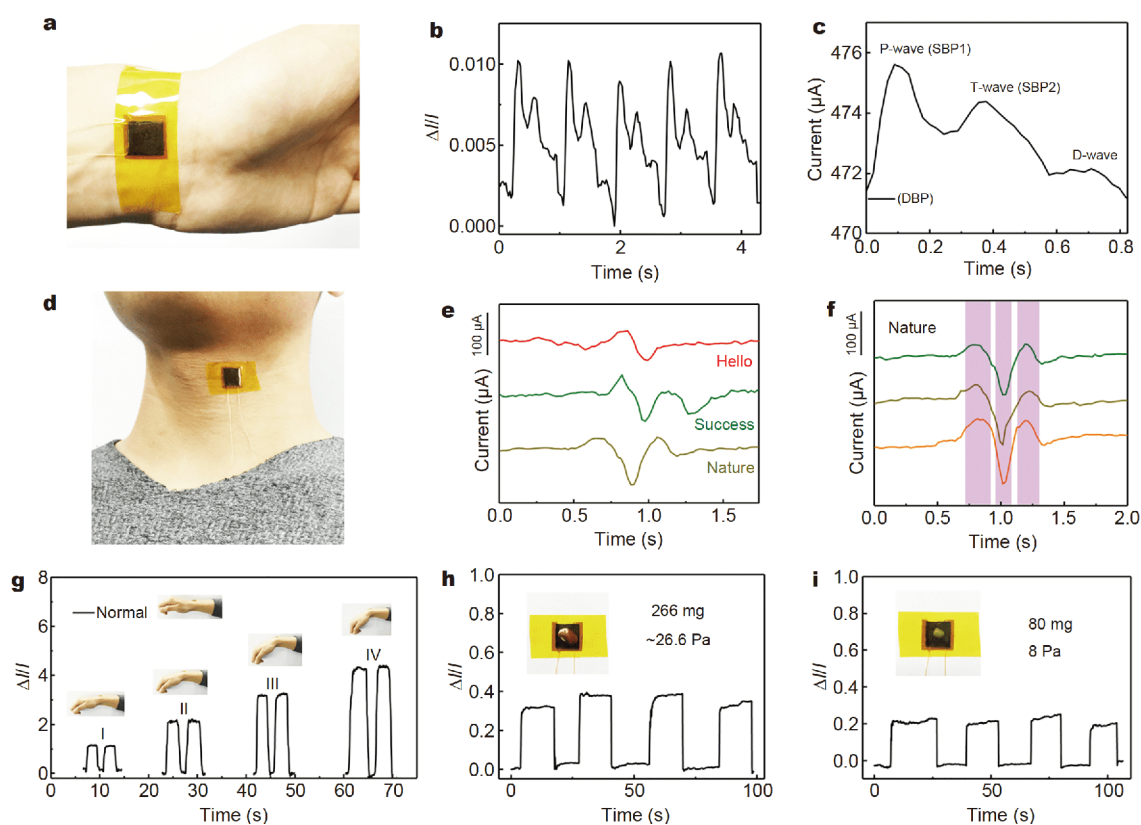 a
b
ΔI/I
0.010
0.005
0.000
0
2
4
Time (s)
c
Current (μA)
476
474
472
470
P-wave (SBP1)
T-wave (SBP2)
D-wave
(DBP)
0.0
0.2
0.4
0.6
0.8
Time (s)
d
e
100 μA
Current (μA)
Hello
Success
Nature
0.0
0.5
1.0
1.5
Time (s)
f
100 μA
Current (μA)
Nature
0.0
0.5
1.0
1.5
2.0
Time (s)
g
ΔI/I
8
6
4
2
0
Normal
I
II
III
IV
0
10
20
30
40
50
60
70
Time (s)
h
ΔI/I
1.0
0.8
0.6
0.4
0.2
0.0
266 mg
~26.6 Pa
0
50
100
Time (s)
i
ΔI/I
1.0
0.8
0.6
0.4
0.2
0.0
80 mg
8 Pa
0
50
100
Time (s)